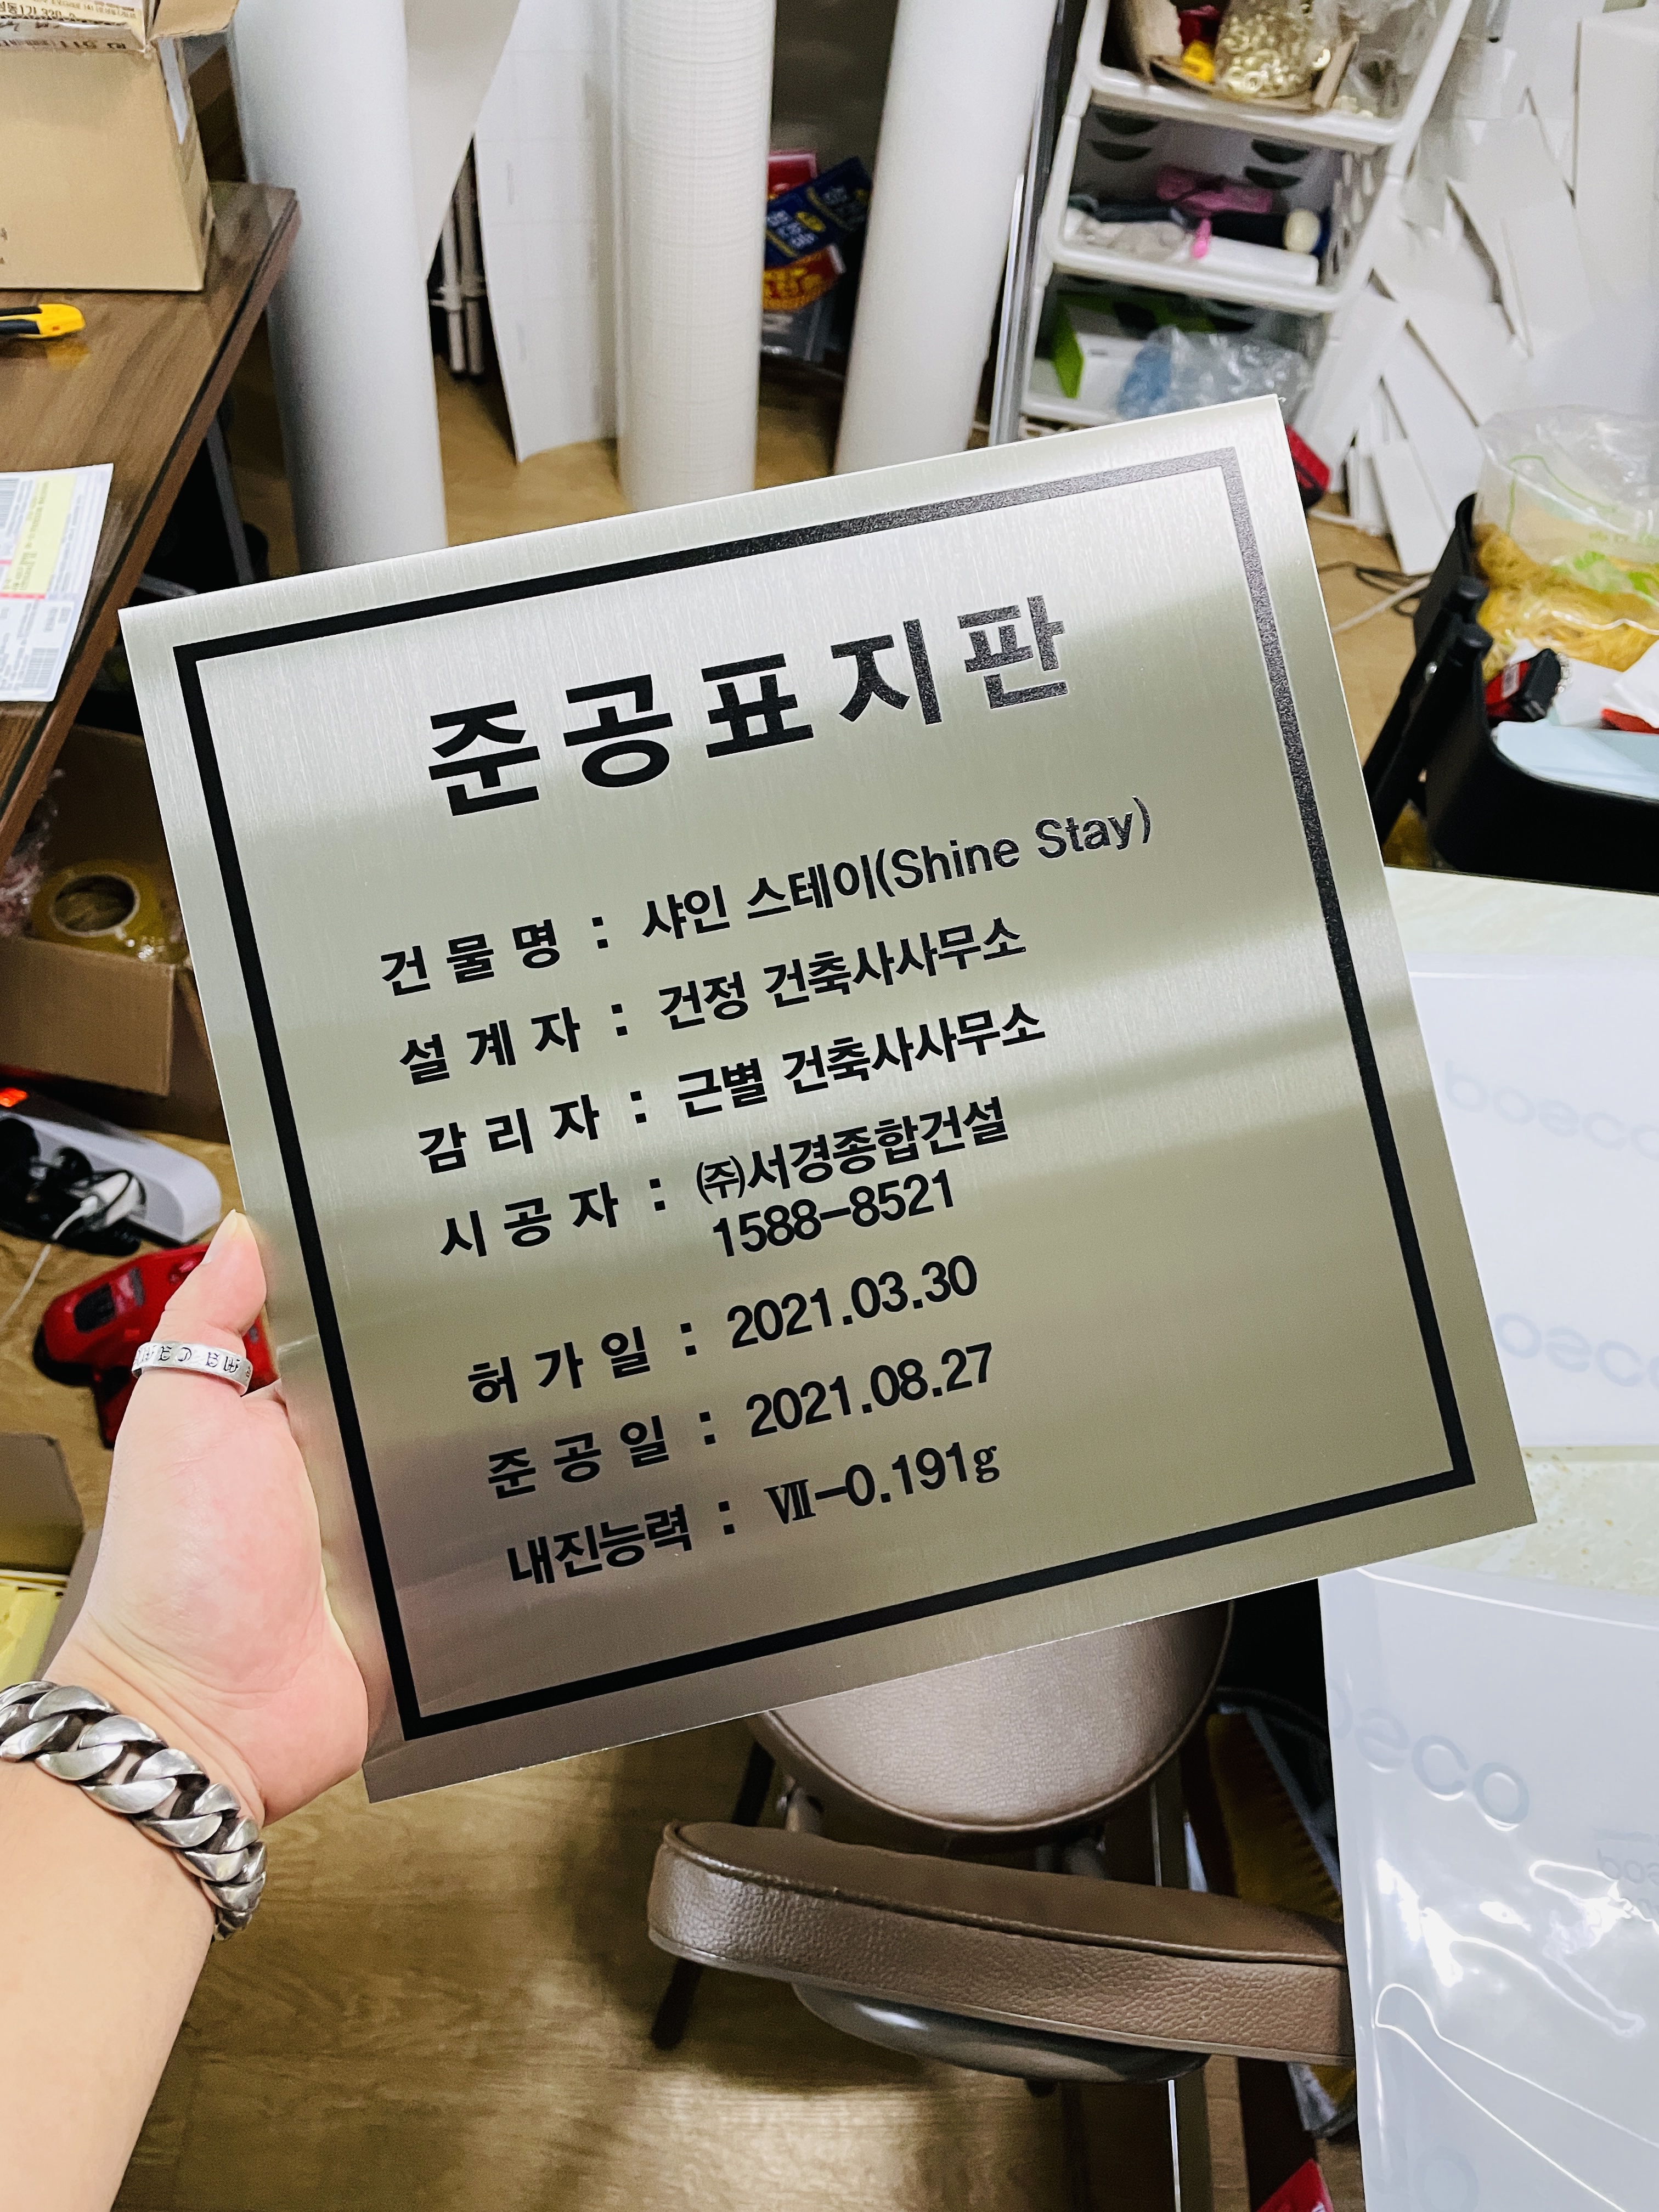 준공표지판
건물명 : 샤인 스테이(Shine Stay)
설계자 : 건정 건축사사무소
감리자 : 근별 건축사사무소
시공자 : ㈜서경종합건설
1588-8521
허가일 : 2021.03.30
준공일 : 2021.08.27
내진능력 : Ⅶ-0.191g
posco
osco
osco